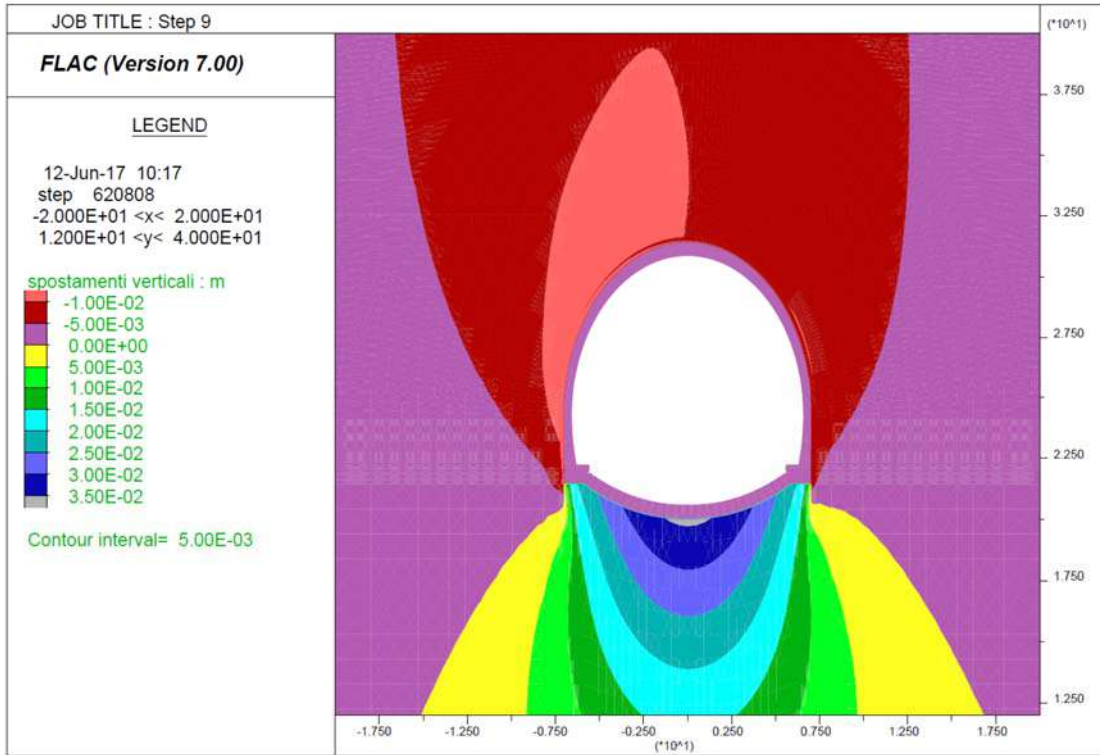 JOB TITLE : Step 9
(*10^1)
FLAC (Version 7.00)
LEGEND
12-Jun-17 10:17
step 620808
-2.000E+01 <x< 2.000E+01
1.200E+01 <y< 4.000E+01
spostamenti verticali : m
-1.00E-02
-5.00E-03
0.00E+00
5.00E-03
1.00E-02
1.50E-02
2.00E-02
2.50E-02
3.00E-02
3.50E-02
Contour interval= 5.00E-03
3.750
3.250
2.750
2.250
1.750
1.250
-1.750 -1.250 -0.750 -0.250 0.250 0.750 1.250 1.750
(*10^1)